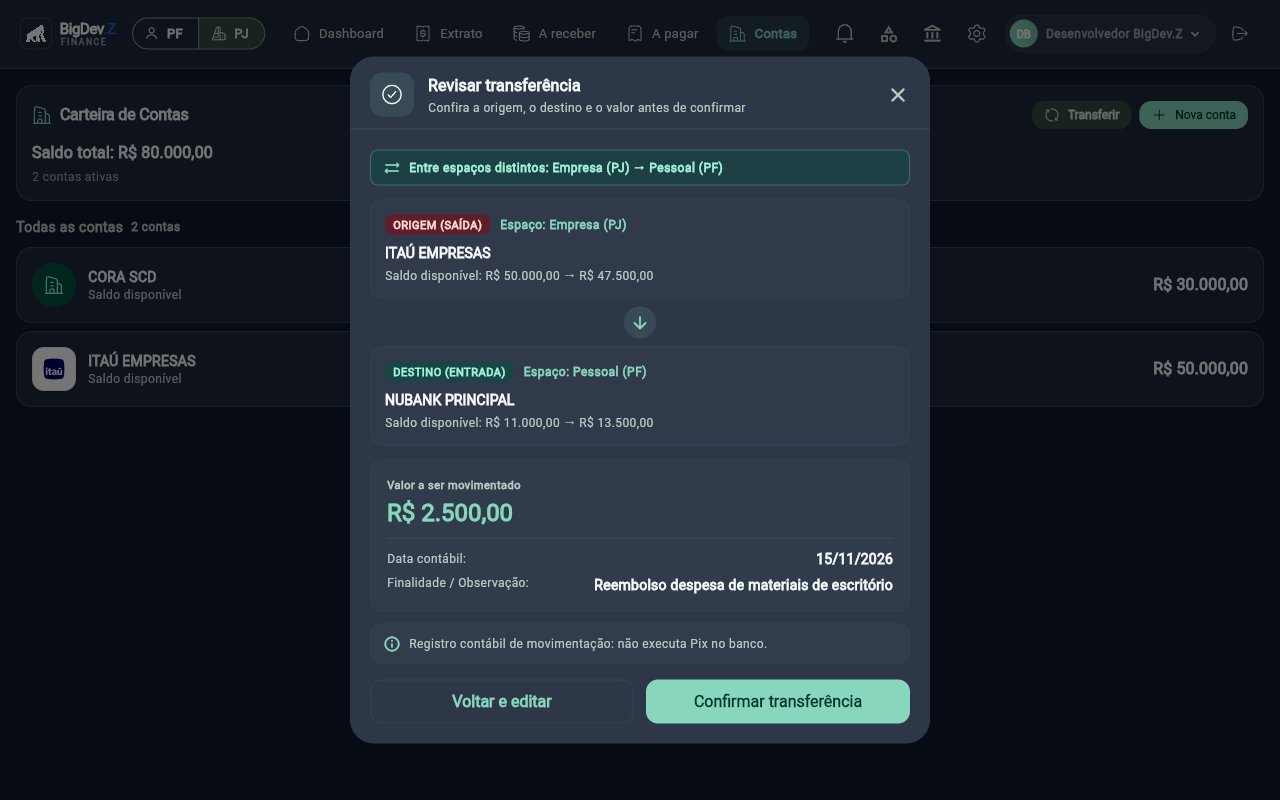 BigDev.Z
FINANCE
PF
PJ
Dashboard
Extrato
A receber
A pagar
Contas
DB
Desenvolvedor BigDev.Z
Revisar transferência
Confira a origem, o destino e o valor antes de confirmar
Carteira de Contas
Transferir
Nova conta
Saldo total: R$ 80.000,00
2 contas ativas
Entre espaços distintos: Empresa (PJ) → Pessoal (PF)
Todas as contas
2 contas
ORIGEM (SAÍDA)
Espaço: Empresa (PJ)
ITAÚ EMPRESAS
Saldo disponível: R$ 50.000,00 → R$ 47.500,00
CORA SCD
Saldo disponível
R$ 30.000,00
itaú
ITAÚ EMPRESAS
Saldo disponível
R$ 50.000,00
DESTINO (ENTRADA)
Espaço: Pessoal (PF)
NUBANK PRINCIPAL
Saldo disponível: R$ 11.000,00 → R$ 13.500,00
Valor a ser movimentado
R$ 2.500,00
Data contábil:
15/11/2026
Finalidade / Observação:
Reembolso despesa de materiais de escritório
Registro contábil de movimentação: não executa Pix no banco.
Voltar e editar
Confirmar transferência